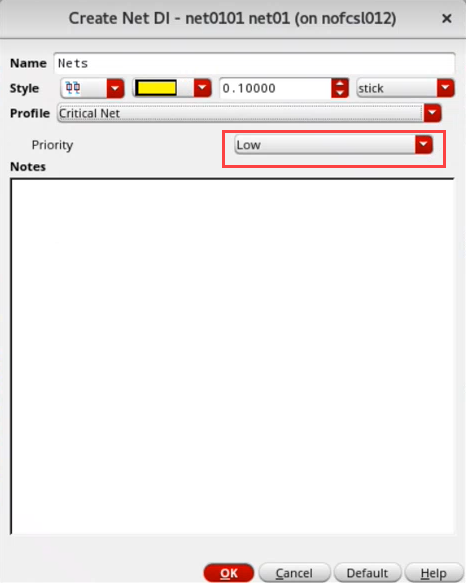 Create Net DI - net0101 net01 (on nofcsl012)
Name Nets
Style 0.10000 stick
Profile Critical Net
Priority Low
Notes
OK Cancel Default Help